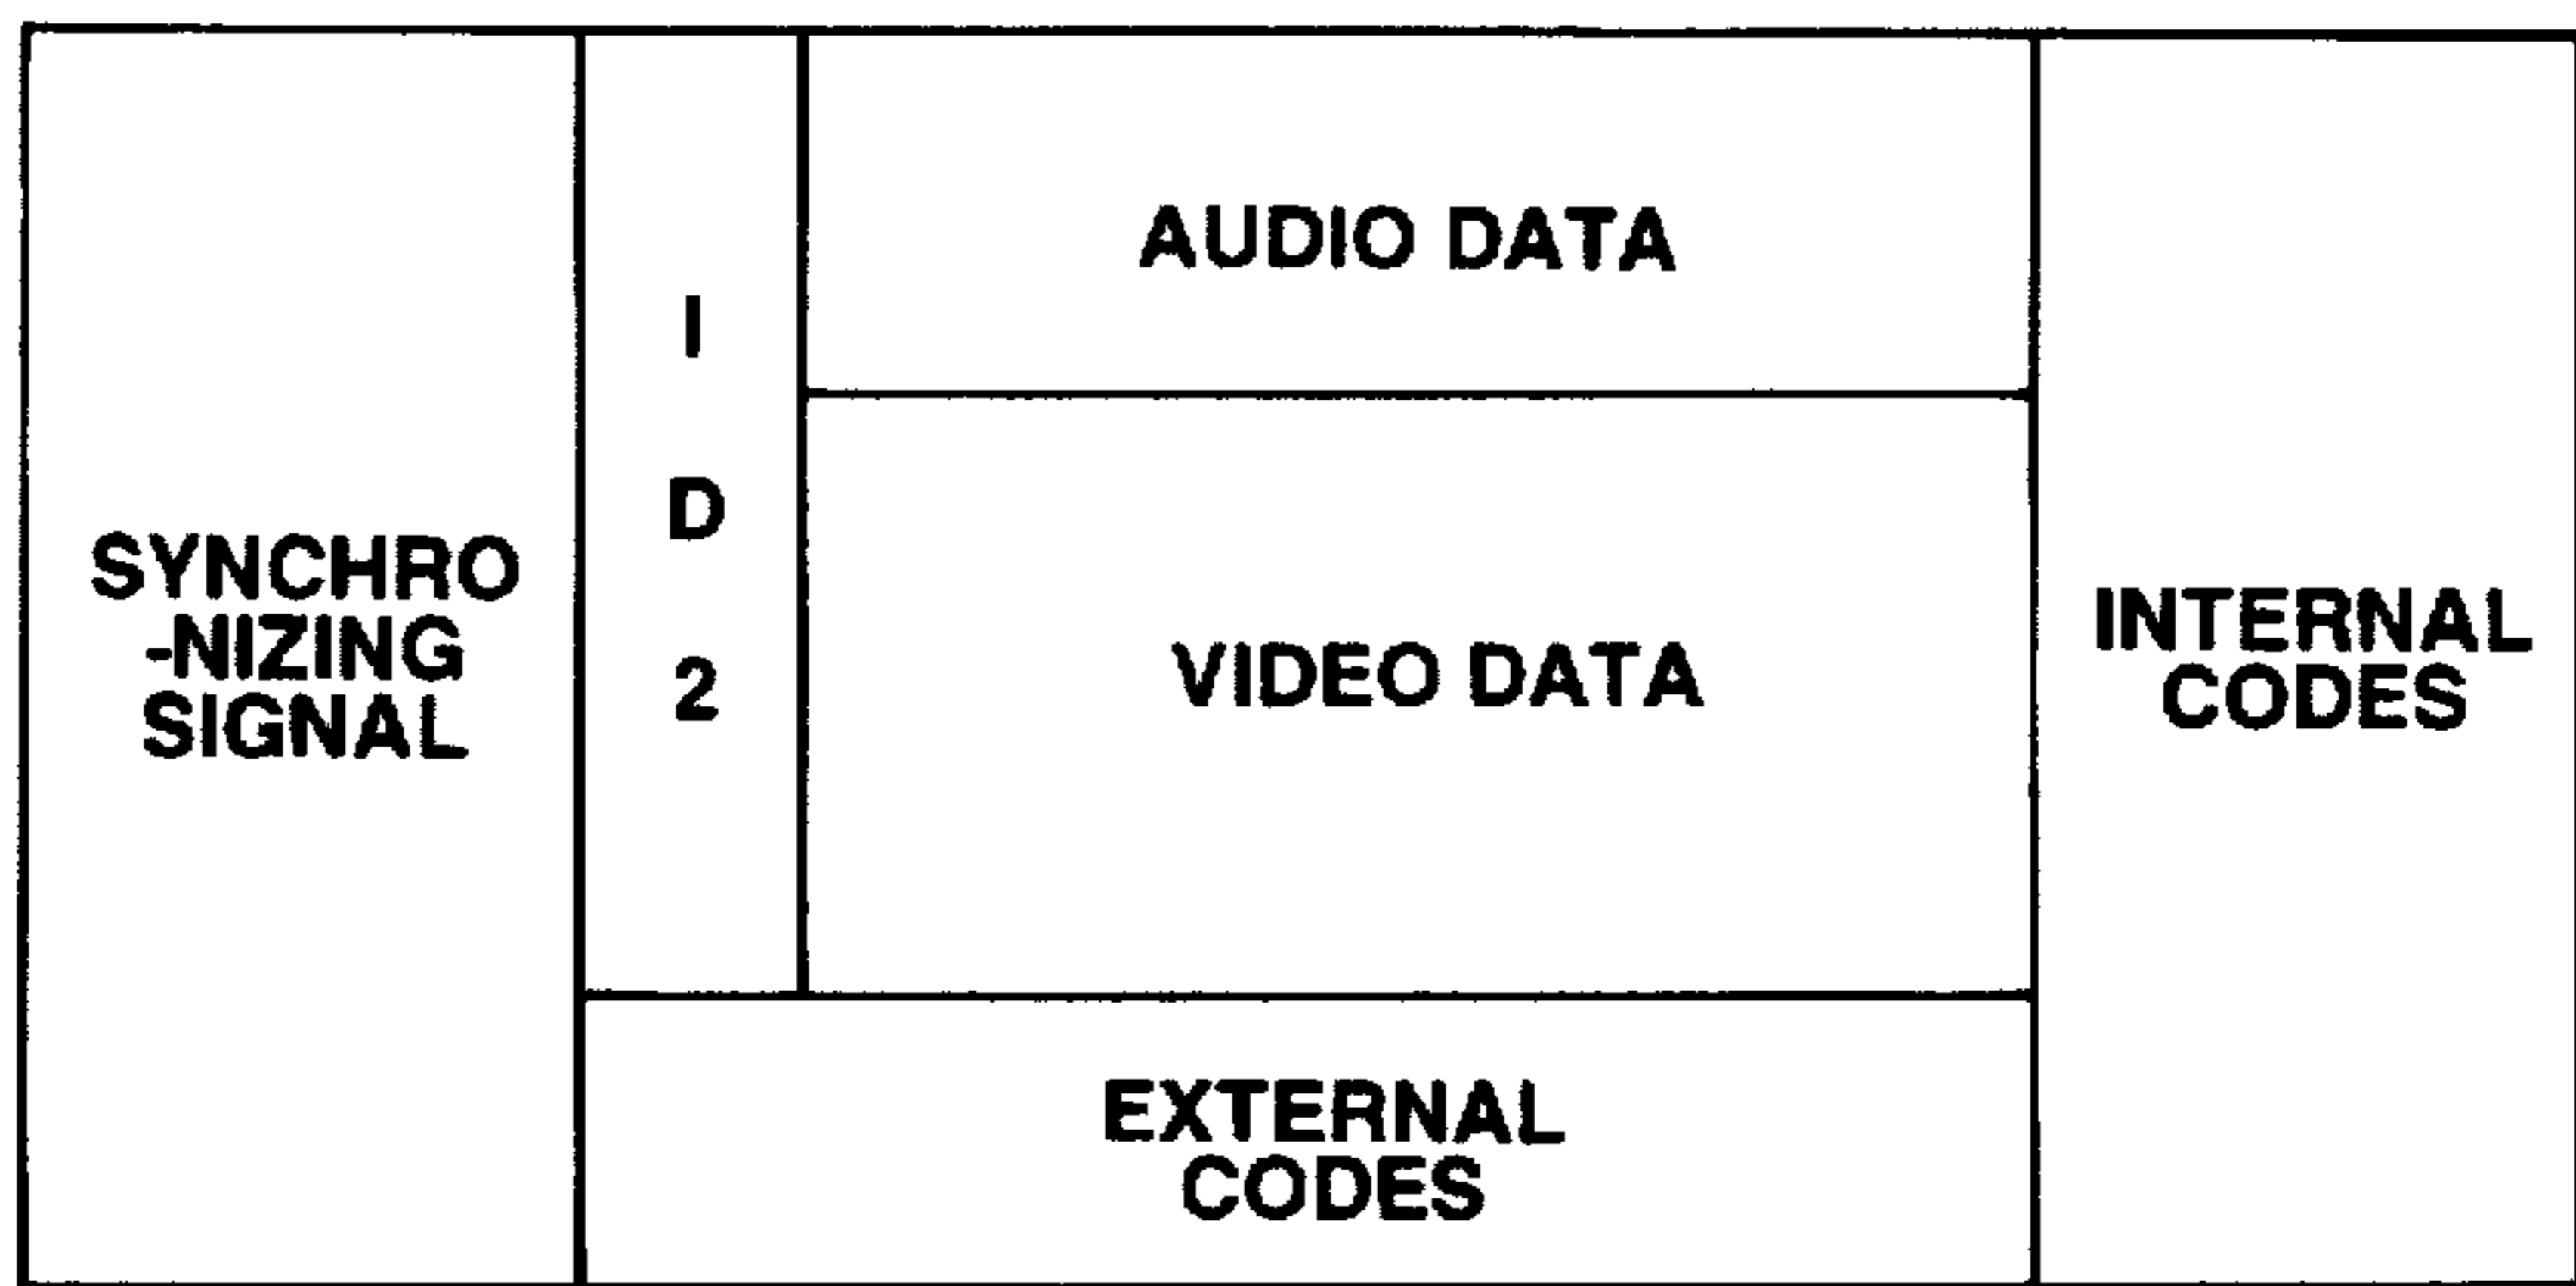 SYNCHRO
-NIZING
SIGNAL
I
D
2
AUDIO DATA
VIDEO DATA
EXTERNAL
CODES
INTERNAL
CODES